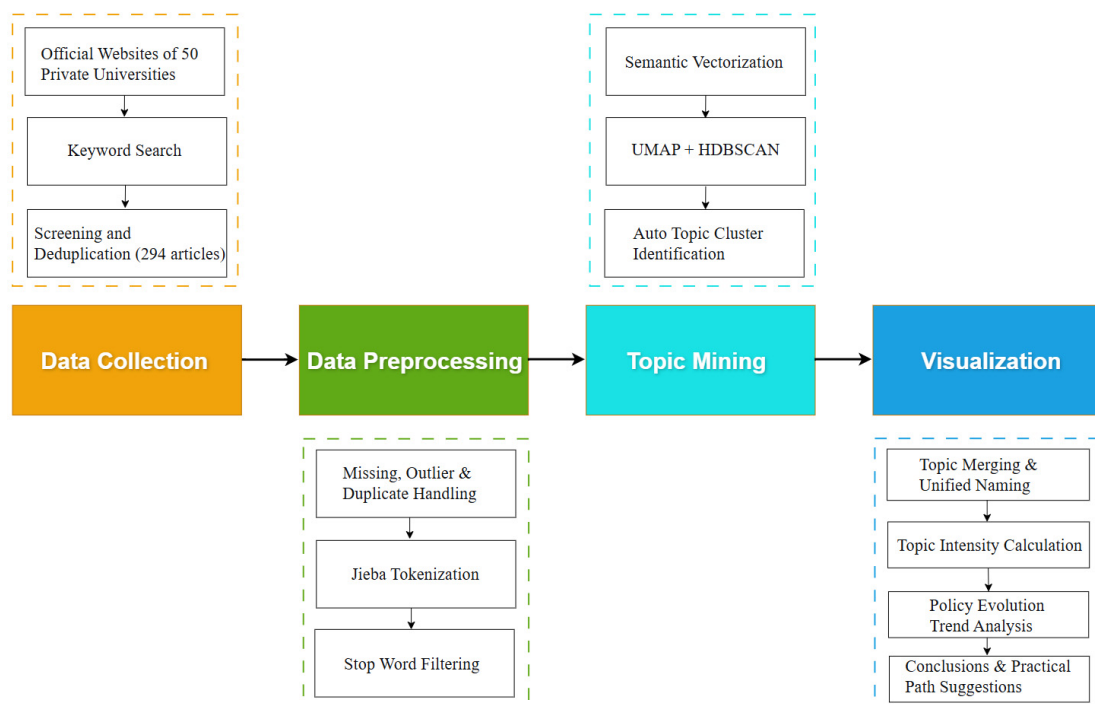 Official Websites of 50
Private Universities
Keyword Search
Screening and
Deduplication (294 articles)
Semantic Vectorization
UMAP + HDBSCAN
Auto Topic Cluster
Identification
Data Collection
Data Preprocessing
Topic Mining
Visualization
Missing, Outlier &
Duplicate Handling
Jieba Tokenization
Stop Word Filtering
Topic Merging &
Unified Naming
Topic Intensity Calculation
Policy Evolution
Trend Analysis
Conclusions & Practical
Path Suggestions